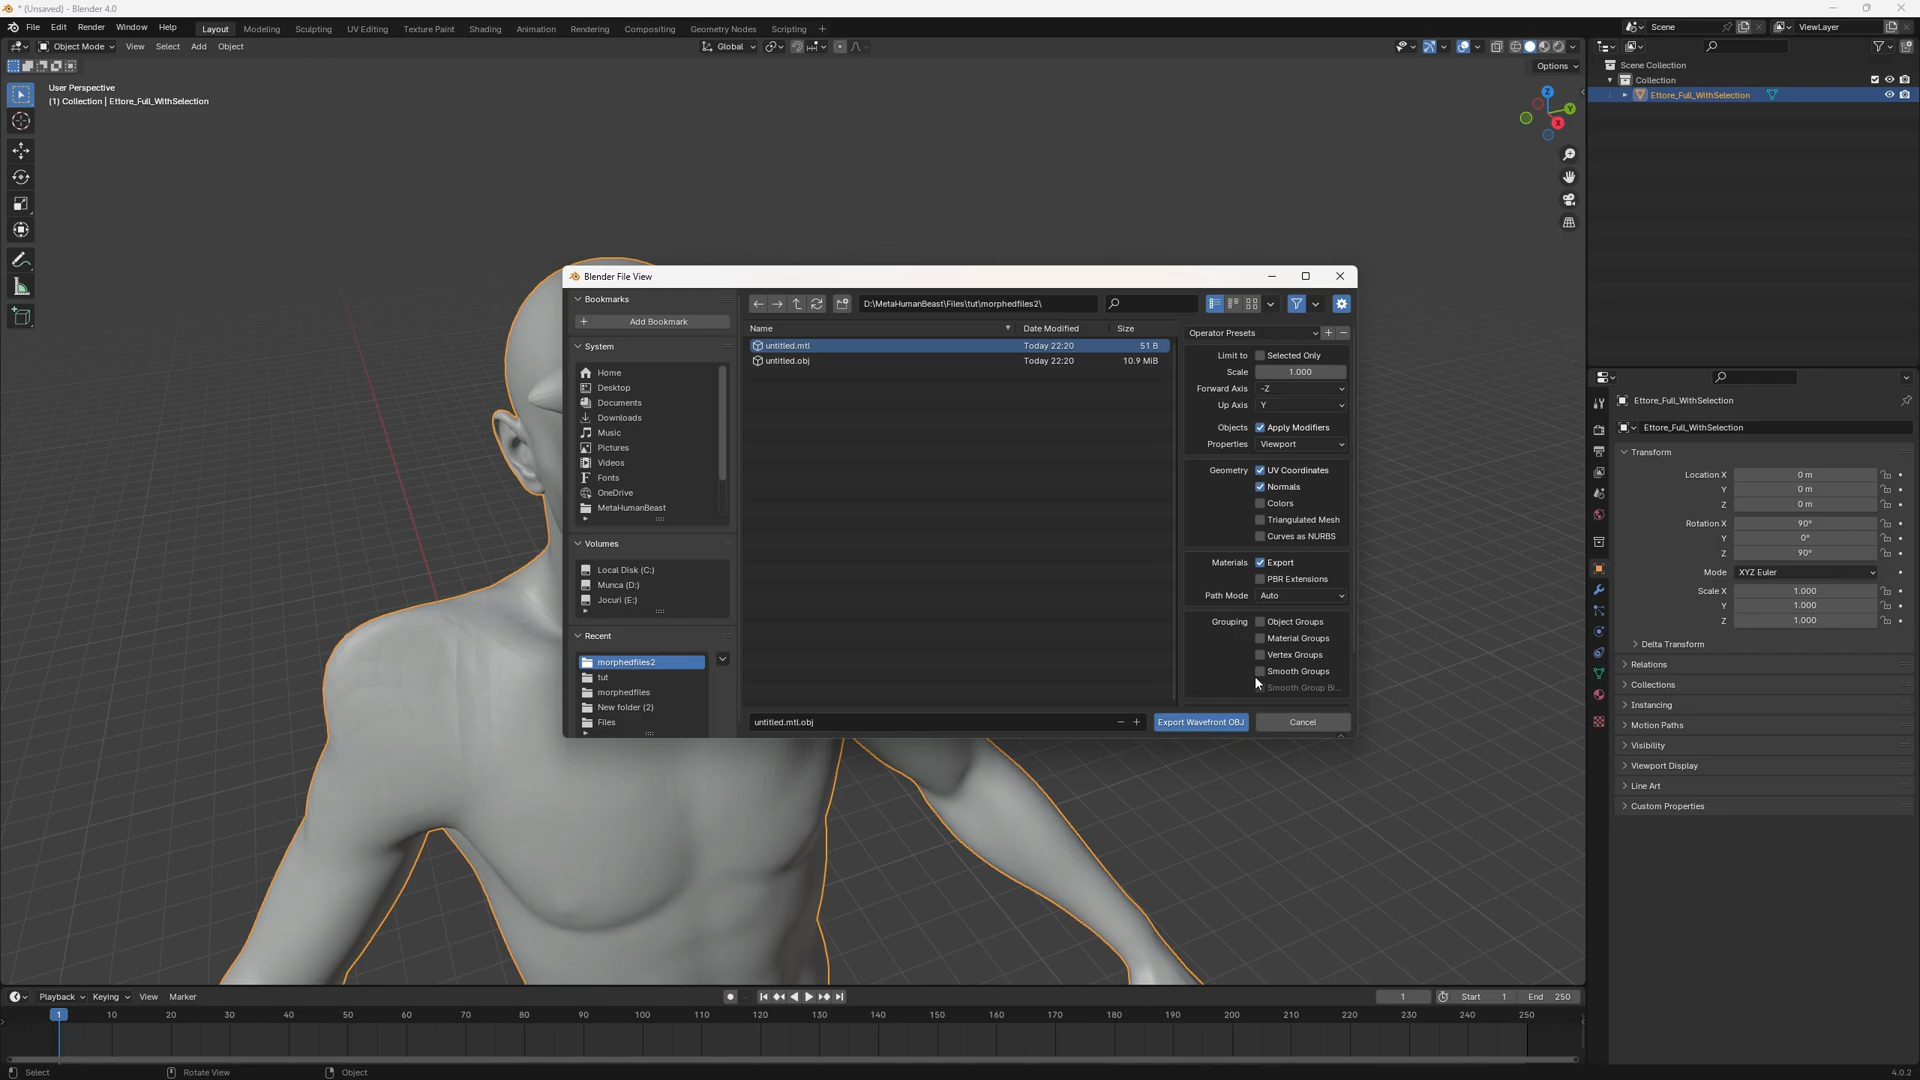 * (Unsaved) - Blender 4.0
File Edit Render Window Help Layout Modeling Sculpting UV Editing Texture Paint Shading Animation Rendering Compositing Geometry Nodes Scripting + Scene ViewLayer
Object Mode View Select Add Object Global
Options
User Perspective
(1) Collection | Ettore_Full_WithSelection
Z
Y
X
Scene Collection
Collection
Ettore_Full_WithSelection
Blender File View
Bookmarks
+ Add Bookmark
System
Home
Desktop
Documents
Downloads
Music
Pictures
Videos
Fonts
OneDrive
MetaHumanBeast
Volumes
Local Disk (C:)
Munca (D:)
Jocuri (E:)
Recent
morphedfiles2
tut
morphedfiles
New folder (2)
Files
D:\MetaHumanBeast\Files\tut\morphedfiles2\
Name Date Modified Size
untitled.mtl Today 22:20 51 B
untitled.obj Today 22:20 10.9 MiB
untitled.mtl.obj
Operator Presets
Limit to Selected Only
Scale 1.000
Forward Axis -Z
Up Axis Y
Objects Apply Modifiers
Properties Viewport
Geometry UV Coordinates
Normals
Colors
Triangulated Mesh
Curves as NURBS
Materials Export
PBR Extensions
Path Mode Auto
Grouping Object Groups
Material Groups
Vertex Groups
Smooth Groups
Smooth Group Bi...
Export Wavefront OBJ Cancel
Ettore_Full_WithSelection
Ettore_Full_WithSelection
Transform
Location X 0 m
Y 0 m
Z 0 m
Rotation X 90°
Y 0°
Z 90°
Mode XYZ Euler
Scale X 1.000
Y 1.000
Z 1.000
Delta Transform
Relations
Collections
Instancing
Motion Paths
Visibility
Viewport Display
Line Art
Custom Properties
Playback Keying View Marker 1 Start 1 End 250
1 10 20 30 40 50 60 70 80 90 100 110 120 130 140 150 160 170 180 190 200 210 220 230 240 250
Select Rotate View Object 4.0.2